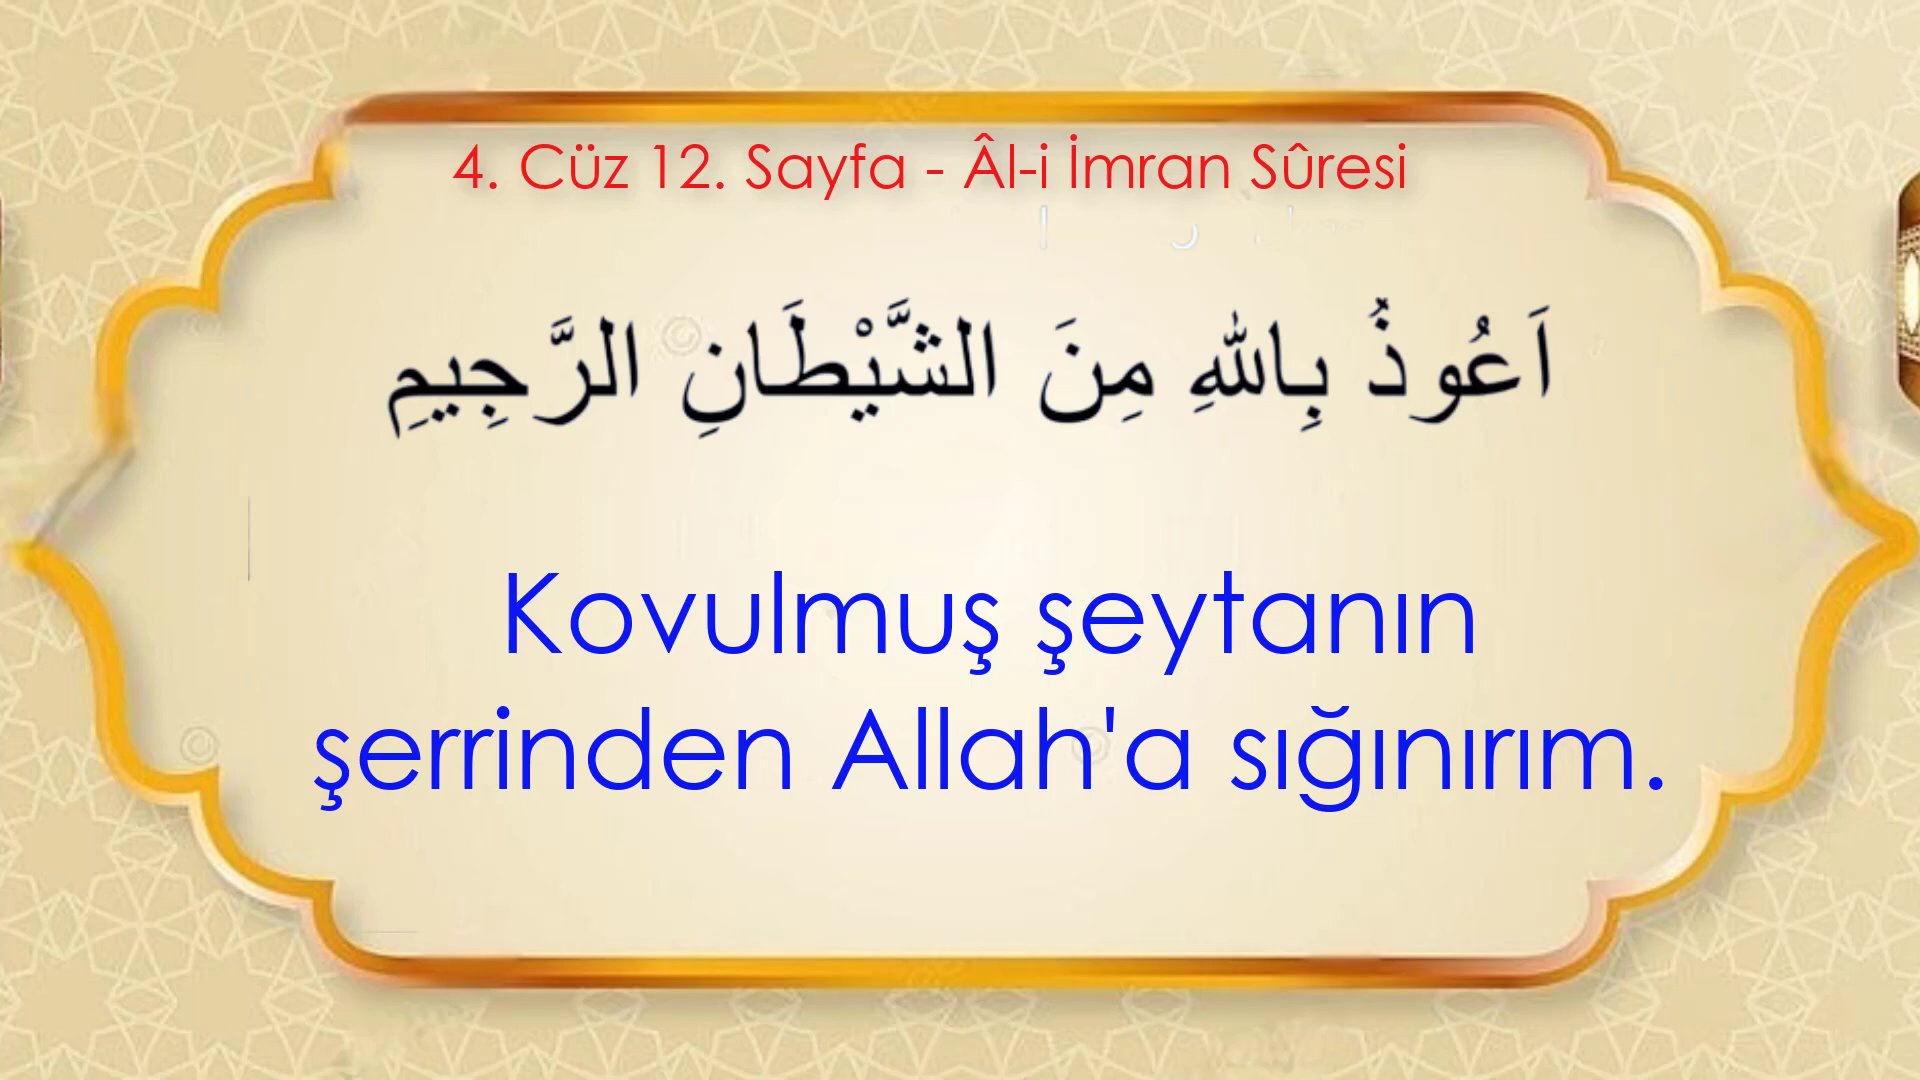 4. Cüz 12. Sayfa - Âl-i İmran Sûresi
اَعُوذُ بِاللهِ مِنَ الشَّيْطَانِ الرَّجِيمِ
Kovulmuş şeytanın
şerrinden Allah'a sığınırım.